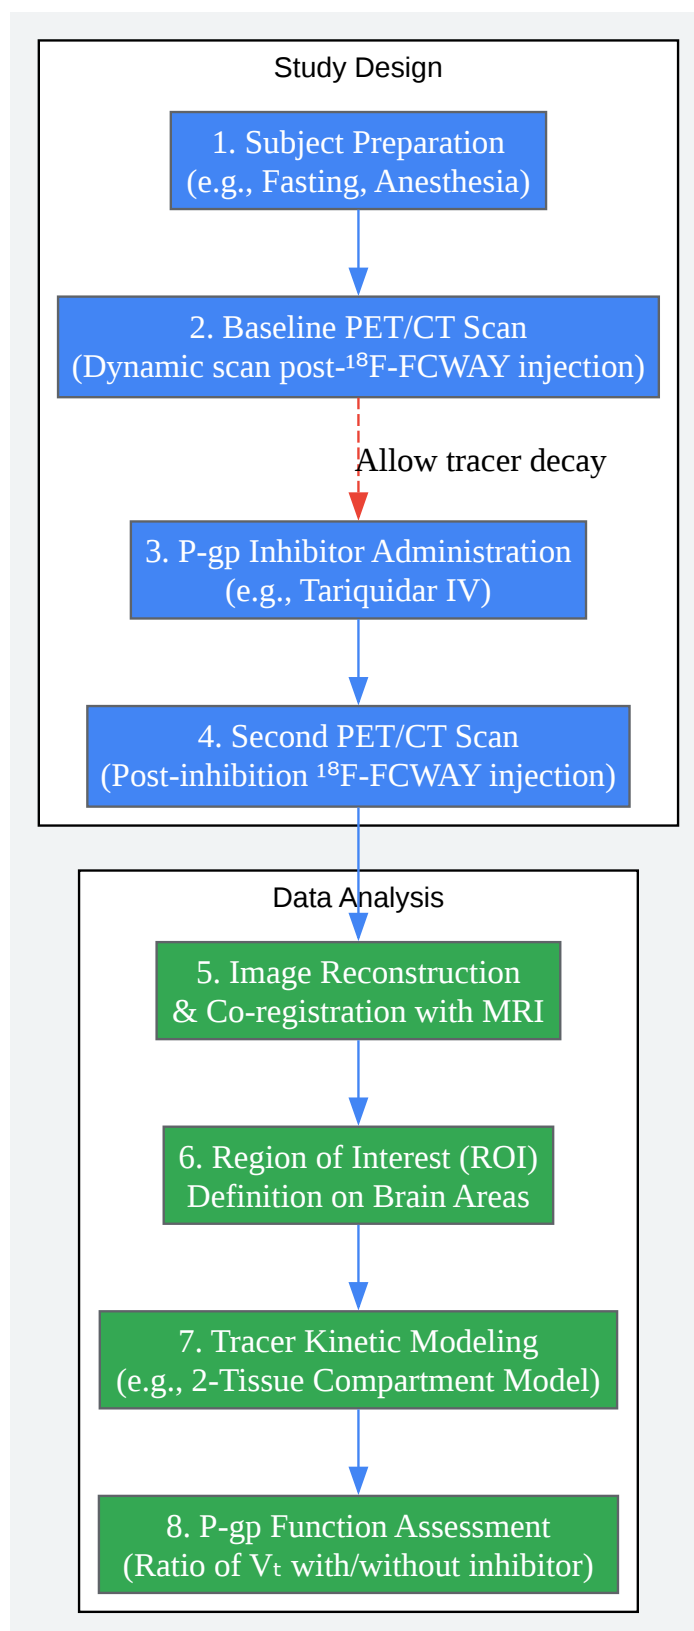 Study Design
1. Subject Preparation
(e.g., Fasting, Anesthesia)
2. Baseline PET/CT Scan
(Dynamic scan post-¹⁸F-FCWAY injection)
Allow tracer decay
3. P-gp Inhibitor Administration
(e.g., Tariquidar IV)
4. Second PET/CT Scan
(Post-inhibition ¹⁸F-FCWAY injection)
Data Analysis
5. Image Reconstruction
& Co-registration with MRI
6. Region of Interest (ROI)
Definition on Brain Areas
7. Tracer Kinetic Modeling
(e.g., 2-Tissue Compartment Model)
8. P-gp Function Assessment
(Ratio of Vₜ with/without inhibitor)